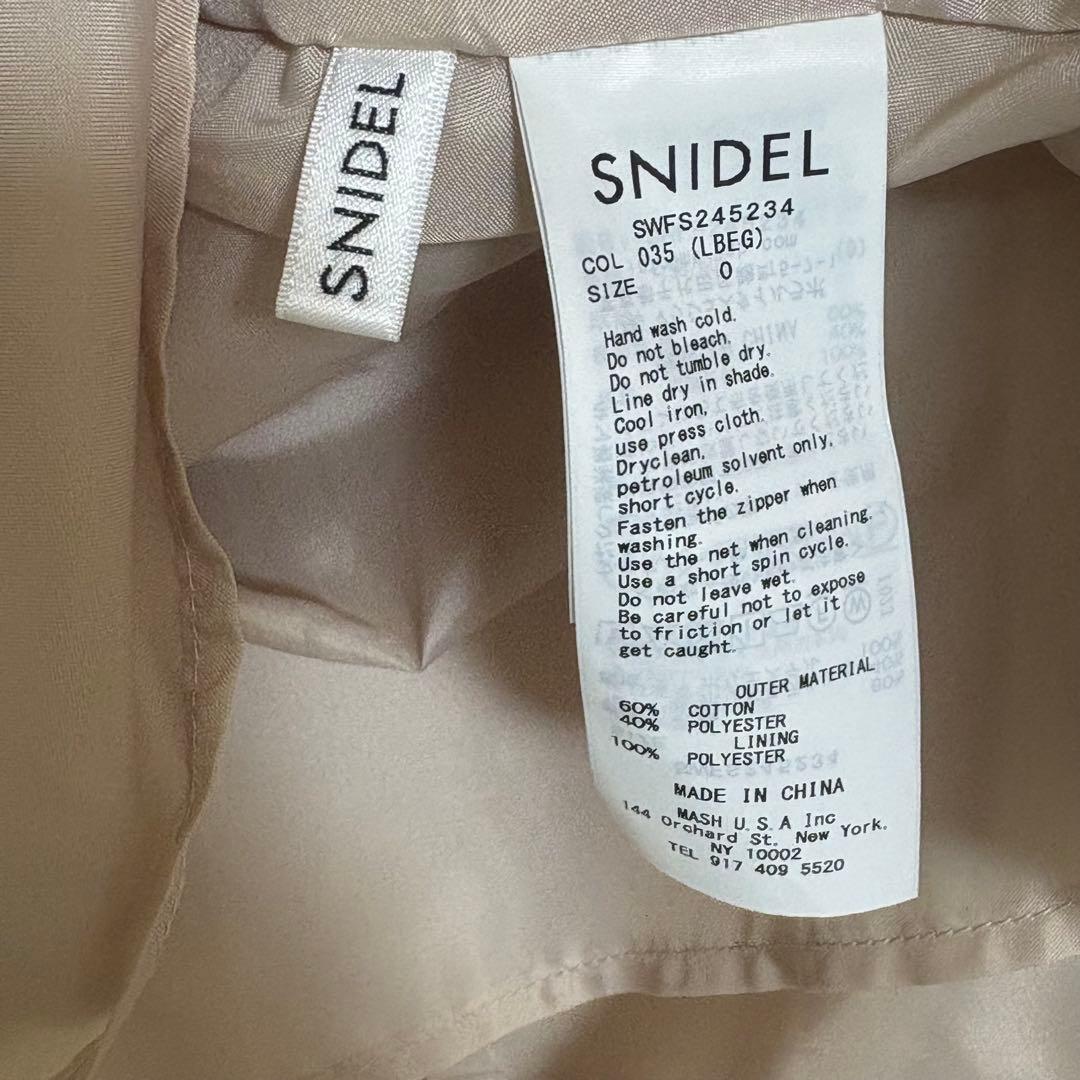 SNIDEL
SNIDEL
SWFS245234
COL 035 (LBEG)
SIZE 0
Hand wash cold.
Do not bleach.
Do not tumble dry.
Line dry in shade.
Cool iron,
use press cloth.
Dryclean,
petroleum solvent only,
short cycle.
Fasten the zipper when
washing.
Use the net when cleaning.
Use a short spin cycle.
Do not leave wet.
Be careful not to expose
to friction or let it
get caught.
OUTER MATERIAL
60% COTTON
40% POLYESTER
LINING
100% POLYESTER
MADE IN CHINA
MASH U.S.A Inc
144 Orchard St. New York,
NY 10002
TEL 917 409 5520